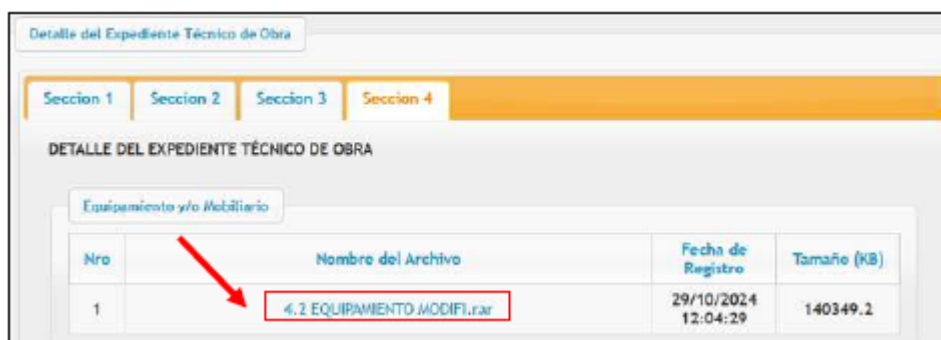 Detalle del Expediente Técnico de Obra
Seccion 1 Seccion 2 Seccion 3 Seccion 4
DETALLE DEL EXPEDIENTE TÉCNICO DE OBRA
Equipamiento y/o Mobiliario
Nro Nombre del Archivo Fecha de Registro Tamaño (KB)
1 4.2 EQUIPAMIENTO MODIFI.rar 29/10/2024 12:04:29 140349.2